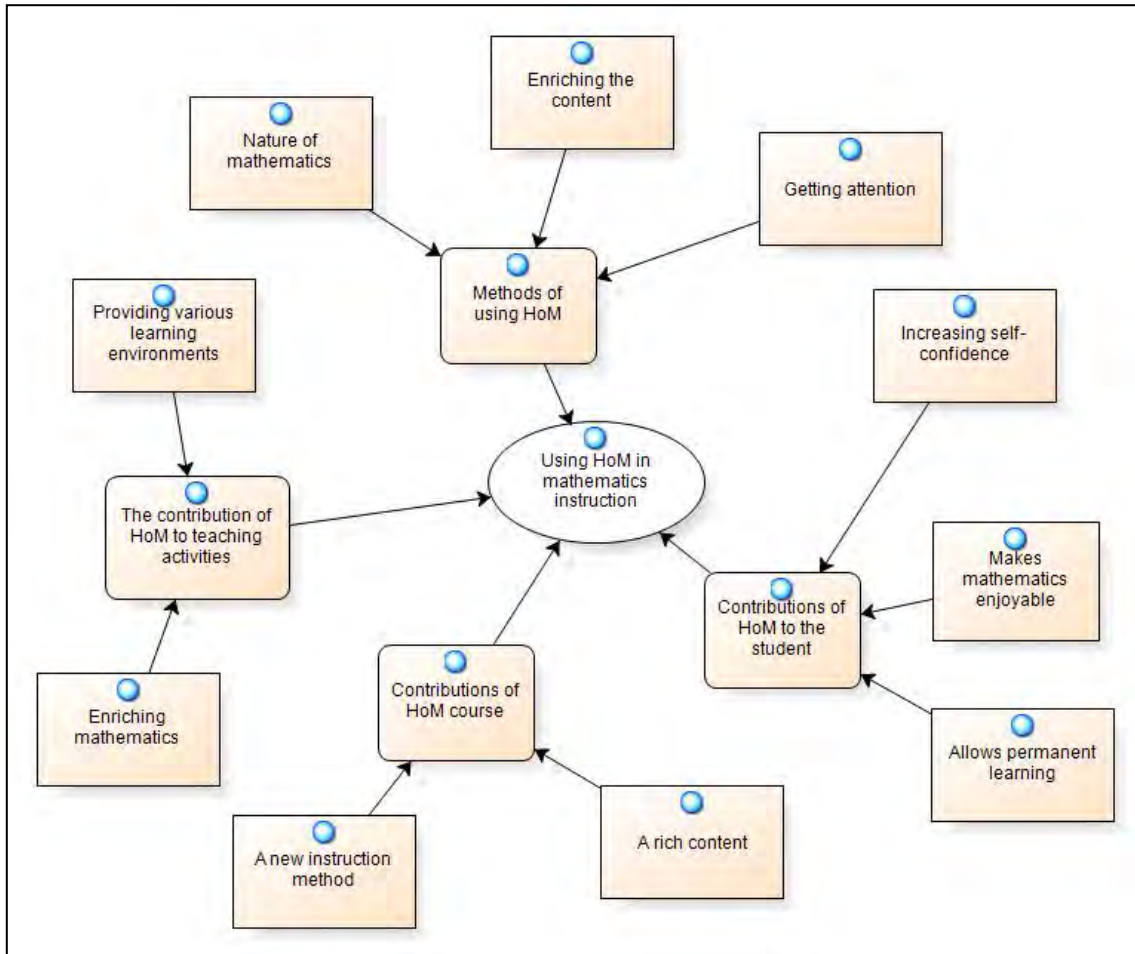 Enriching the
content
Nature of
mathematics
Getting attention
Methods of
using HoM
Providing various
learning
environments
Increasing self-
confidence
Using HoM in
mathematics
instruction
The contribution of
HoM to teaching
activities
Makes
mathematics
enjoyable
Contributions of
HoM to the
student
Contributions of
HoM course
Enriching
mathematics
Allows permanent
learning
A new instruction
method
A rich content